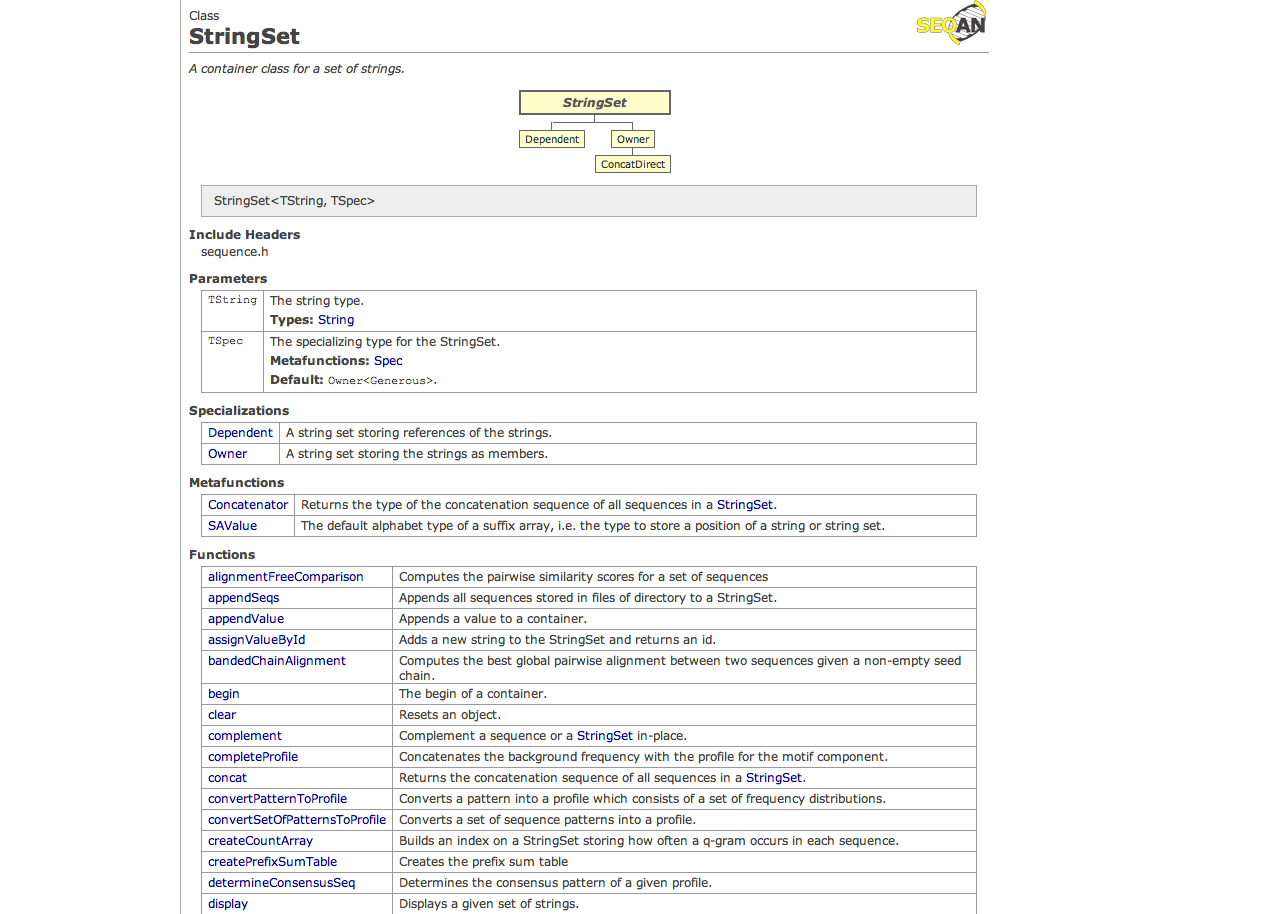 Class
StringSet
SEQAN
A container class for a set of strings.
StringSet
Dependent Owner
ConcatDirect
StringSet<TString, TSpec>
Include Headers
sequence.h
Parameters
TString The string type.
Types: String
TSpec The specializing type for the StringSet.
Metafunctions: Spec
Default: Owner<Generous>.
Specializations
Dependent A string set storing references of the strings.
Owner A string set storing the strings as members.
Metafunctions
Concatenator Returns the type of the concatenation sequence of all sequences in a StringSet.
SAValue The default alphabet type of a suffix array, i.e. the type to store a position of a string or string set.
Functions
alignmentFreeComparison Computes the pairwise similarity scores for a set of sequences
appendSeqs Appends all sequences stored in files of directory to a StringSet.
appendValue Appends a value to a container.
assignValueById Adds a new string to the StringSet and returns an id.
bandedChainAlignment Computes the best global pairwise alignment between two sequences given a non-empty seed
chain.
begin The begin of a container.
clear Resets an object.
complement Complement a sequence or a StringSet in-place.
completeProfile Concatenates the background frequency with the profile for the motif component.
concat Returns the concatenation sequence of all sequences in a StringSet.
convertPatternToProfile Converts a pattern into a profile which consists of a set of frequency distributions.
convertSetOfPatternsToProfile Converts a set of sequence patterns into a profile.
createCountArray Builds an index on a StringSet storing how often a q-gram occurs in each sequence.
createPrefixSumTable Creates the prefix sum table
determineConsensusSeq Determines the consensus pattern of a given profile.
display Displays a given set of strings.